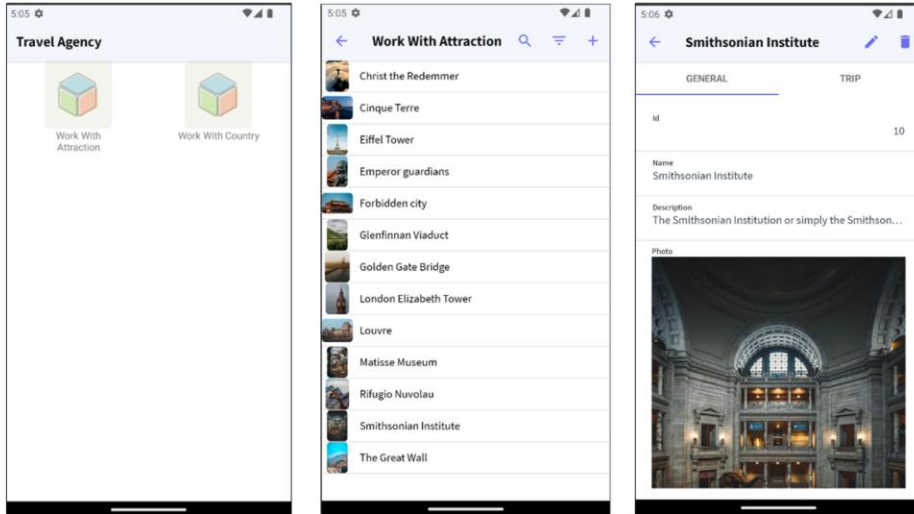 5:05
Travel Agency
Work With
Attraction
Work With Country
5:05
Work With Attraction
Christ the Redemmer
Cinque Terre
Eiffel Tower
Emperor guardians
Forbidden city
Glenfinnan Viaduct
Golden Gate Bridge
London Elizabeth Tower
Louvre
Matisse Museum
Rifugio Nuvolau
Smithsonian Institute
The Great Wall
5:06
Smithsonian Institute
GENERAL TRIP
Id
10
Name
Smithsonian Institute
Description
The Smithsonian Institution or simply the Smithson...
Photo